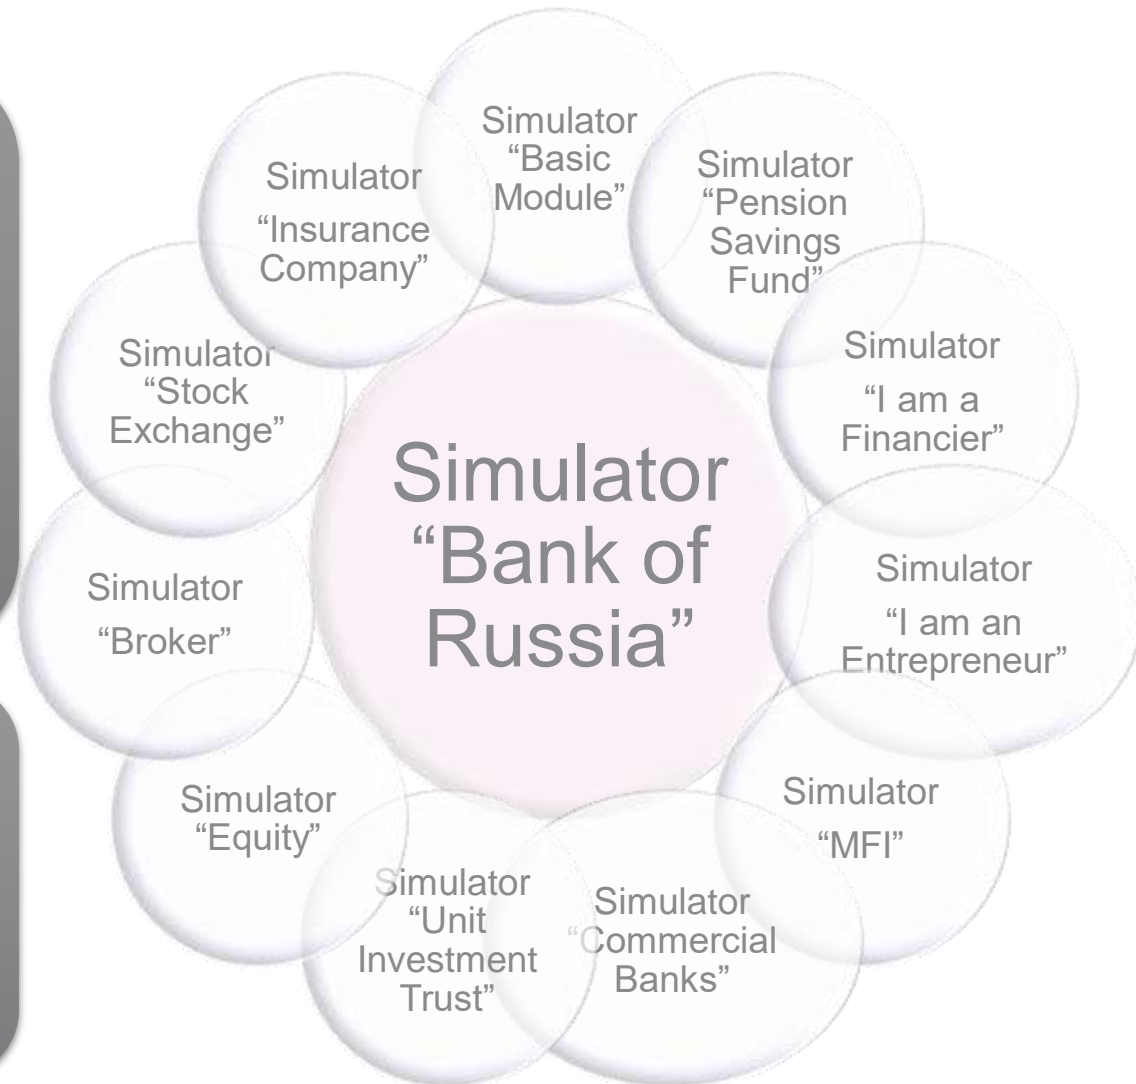 Simulator
“Basic
Module”
Simulator
“Pension
Savings
Fund”
Simulator
“I am a
Financier”
Simulator
“I am an
Entrepreneur”
Simulator
“MFI”
Simulator
“Commercial
Banks”
Simulator
“Unit
Investment
Trust”
Simulator
“Equity”
Simulator
“Broker”
Simulator
“Stock
Exchange”
Simulator
“Insurance
Company”
Simulator
“Bank of
Russia”